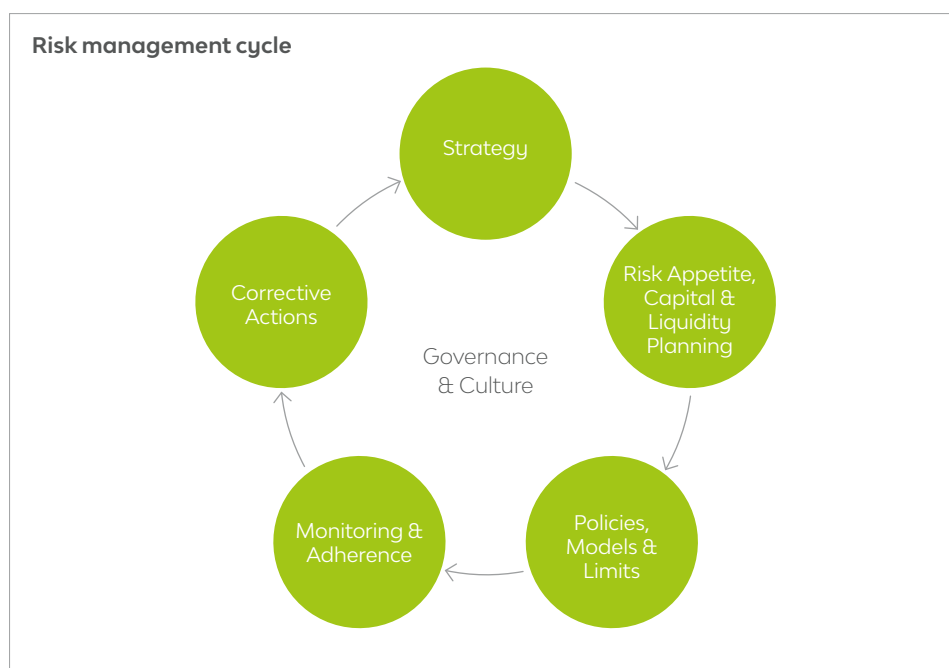 Risk management cycle
Strategy
Risk Appetite,
Capital &
Liquidity
Planning
Policies,
Models &
Limits
Monitoring &
Adherence
Corrective
Actions
Governance
& Culture